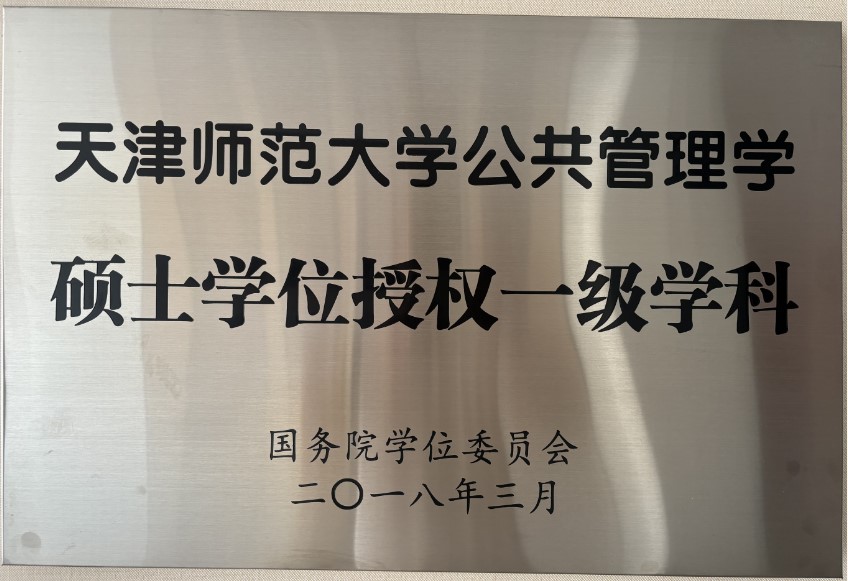 天津师范大学公共管理学
硕士学位授权一级学科
国务院学位委员会
二〇一八年三月